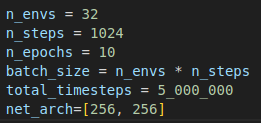 n_envs = 32
n_steps = 1024
n_epochs = 10
batch_size = n_envs * n_steps
total_timesteps = 5_000_000
net_arch=[256, 256]